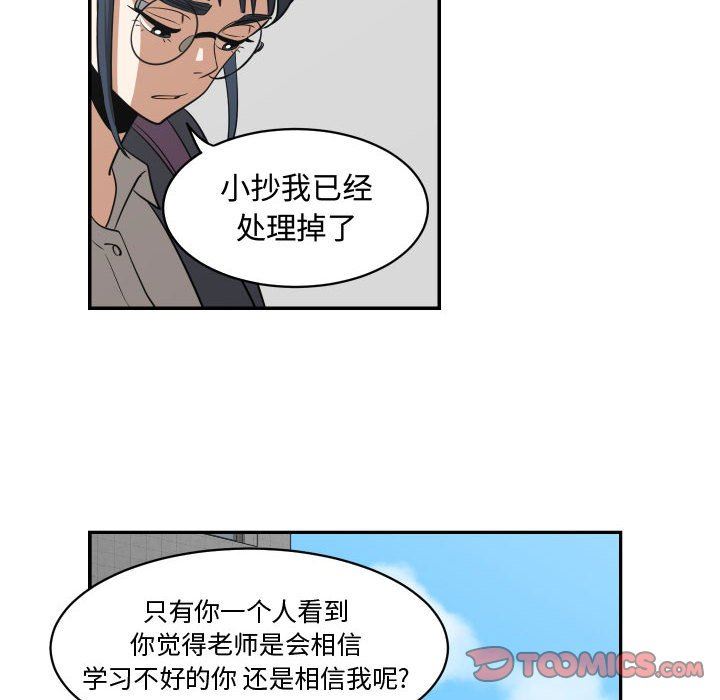 小抄我已经
处理掉了
只有你一个人看到
你觉得老师是会相信
学习不好的你 还是相信我呢?
TOOMICS.COM